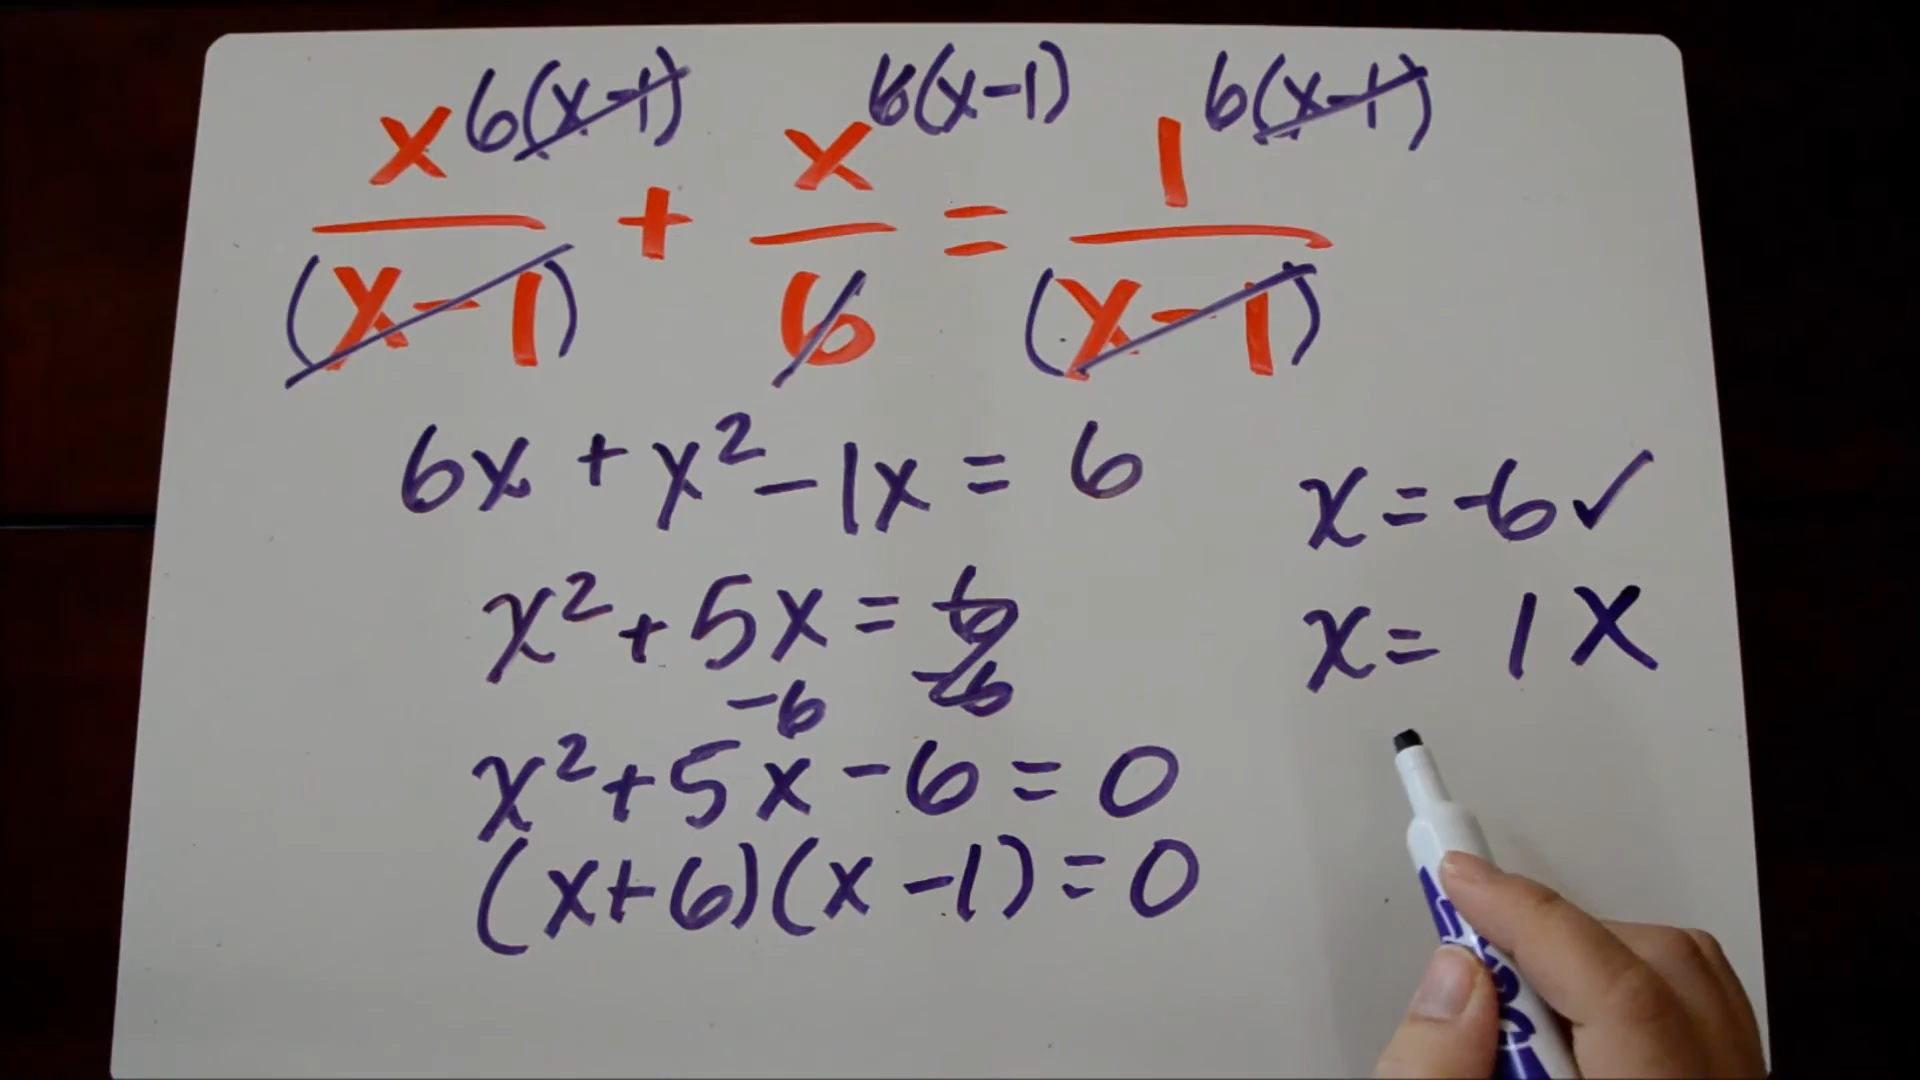 6(x-1) 6(x-1) 6(x-1)
x x 1
+ =
(x-1) 6 (x-1)
6x + x² - 1x = 6
x = -6 ✓
x² + 5x = 6
x = 1 X
-6 -6
x² + 5x - 6 = 0
(x+6)(x-1) = 0